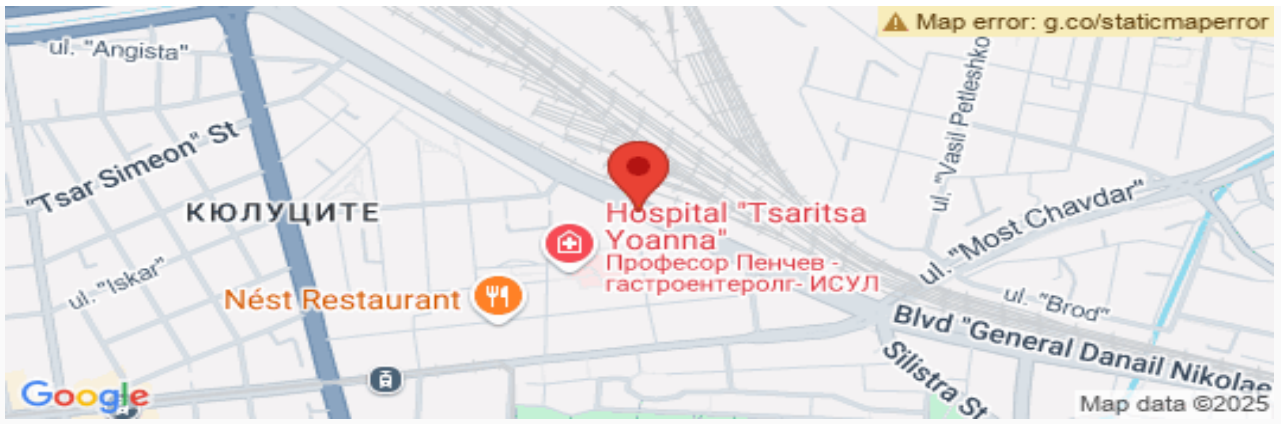 Map error: g.co/staticmaperror
ul. "Angista"
ul. "Vasil Petleshko
"Tsar Simeon" St
КЮЛУЦИТЕ
Hospital "Tsaritsa
Yoanna"
Професор Пенчев -
гастроентеролг- ИСУЛ
ul. "Most Chavdar"
ul. "Iskar"
Nést Restaurant
ul. "Brod"
Blvd "General Danail Nikolae
Silistra St
Google
Map data ©2025